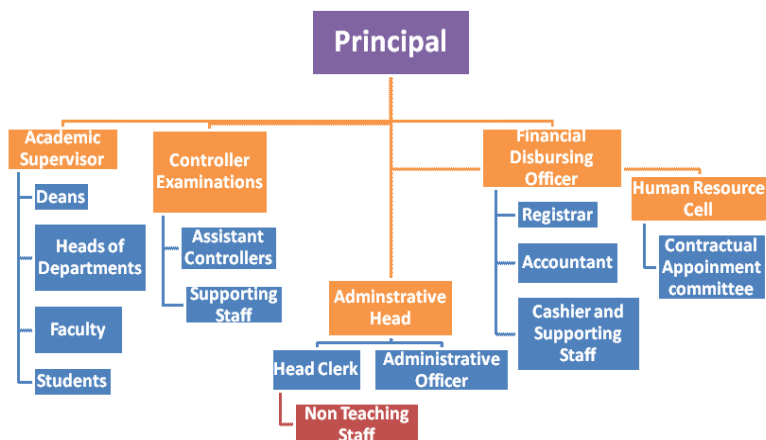 Principal
Academic
Supervisor
Deans
Heads of
Departments
Faculty
Students
Controller
Examinations
Assistant
Controllers
Supporting
Staff
Adminstrative
Head
Head Clerk
Non Teaching
Staff
Administrative
Officer
Financial
Disbursing
Officer
Registrar
Accountant
Cashier and
Supporting
Staff
Human Resource
Cell
Contractual
Appoinment
committee